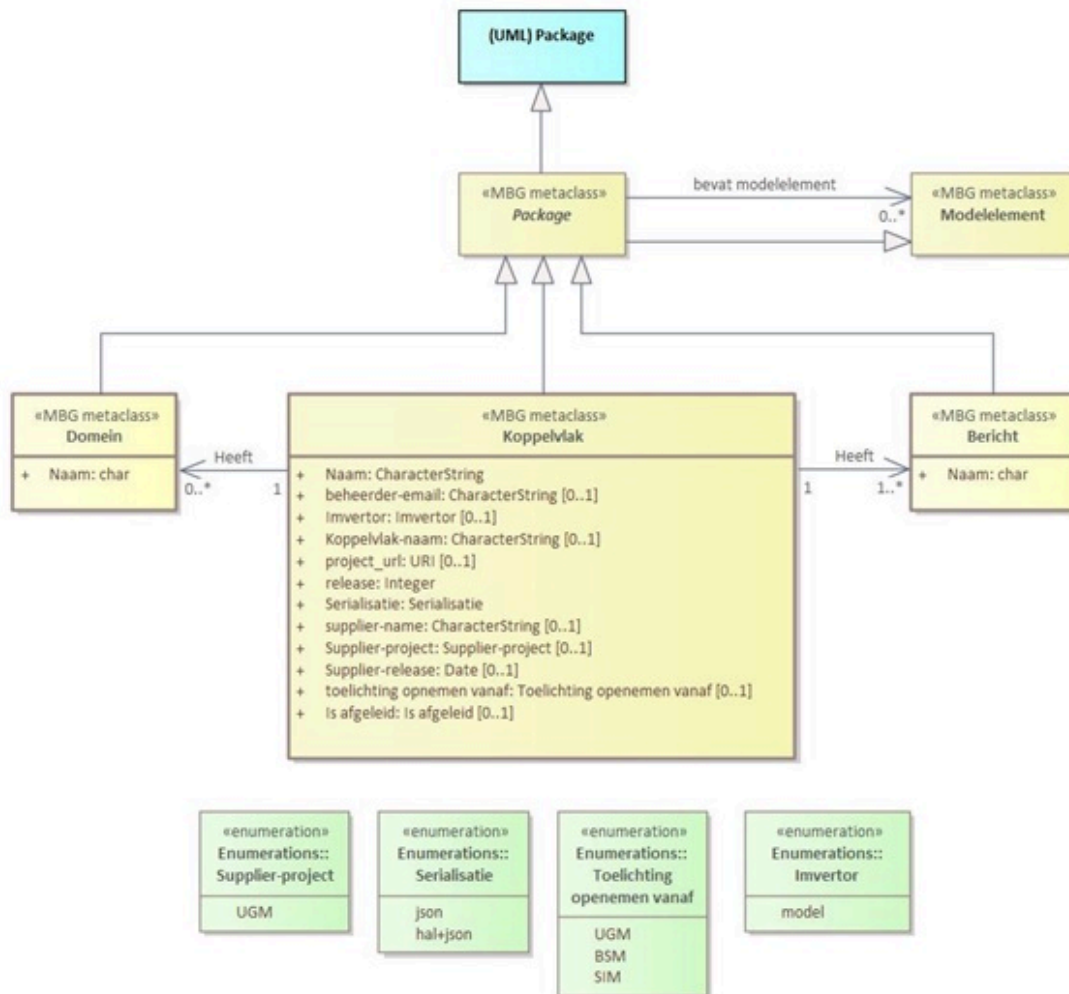 (UML) Package
«MBG metaclass»
Package
bevat modelelement
0..*
«MBG metaclass»
Modelelement
«MBG metaclass»
Domein
+ Naam: char
Heeft
0..*
1
«MBG metaclass»
Koppelvlak
+ Naam: CharacterString
+ beheerder-email: CharacterString [0..1]
+ Imvertor: Imvertor [0..1]
+ Koppelvlak-naam: CharacterString [0..1]
+ project_url: URI [0..1]
+ release: Integer
+ Serialisatie: Serialisatie
+ supplier-name: CharacterString [0..1]
+ Supplier-project: Supplier-project [0..1]
+ Supplier-release: Date [0..1]
+ toelichting opnemen vanaf: Toelichting openemen vanaf [0..1]
+ Is afgeleid: Is afgeleid [0..1]
Heeft
1
1..*
«MBG metaclass»
Bericht
+ Naam: char
«enumeration»
Enumerations::
Supplier-project
UGM
«enumeration»
Enumerations::
Serialisatie
json
hal+json
«enumeration»
Enumerations::
Toelichting
openemen vanaf
UGM
BSM
SIM
«enumeration»
Enumerations::
Imvertor
model